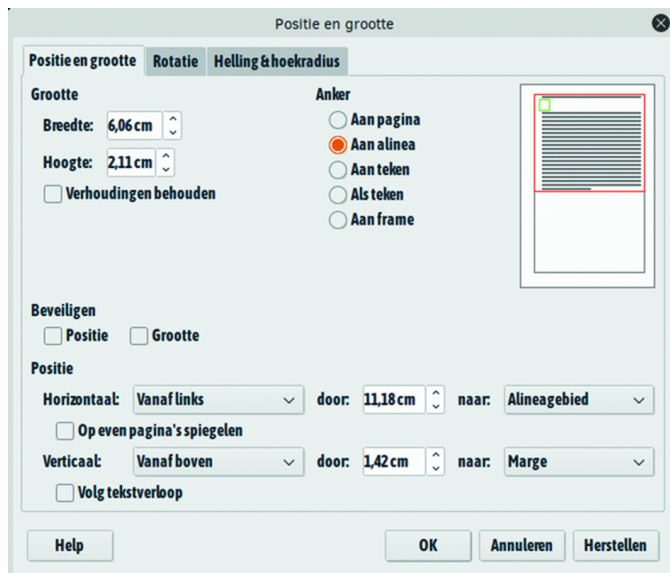 Positie en grootte
Positie en grootte Rotatie Helling & hoekradius
Grootte Anker
Breedte: 6,06 cm Aan pagina
Aan alinea
Hoogte: 2,11 cm Aan teken
Verhoudingen behouden Als teken
Aan frame
Beveiligen
Positie Grootte
Positie
Horizontaal: Vanaf links door: 11,18 cm naar: Alineagebied
Op even pagina's spiegelen
Verticaal: Vanaf boven door: 1,42 cm naar: Marge
Volg tekstverloop
Help OK Annuleren Herstellen